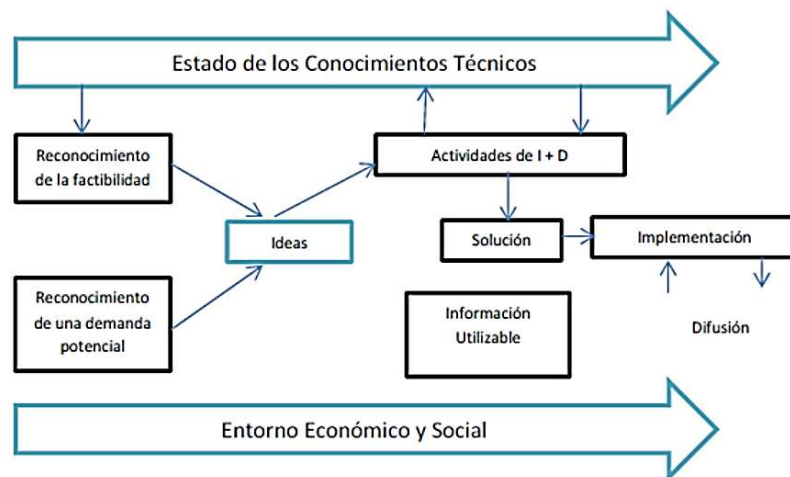 Estado de los Conocimientos Técnicos
Reconocimiento
de la factibilidad
Actividades de I + D
Ideas
Solución
Implementación
Reconocimiento
de una demanda
potencial
Información
Utilizable
Difusión
Entorno Económico y Social